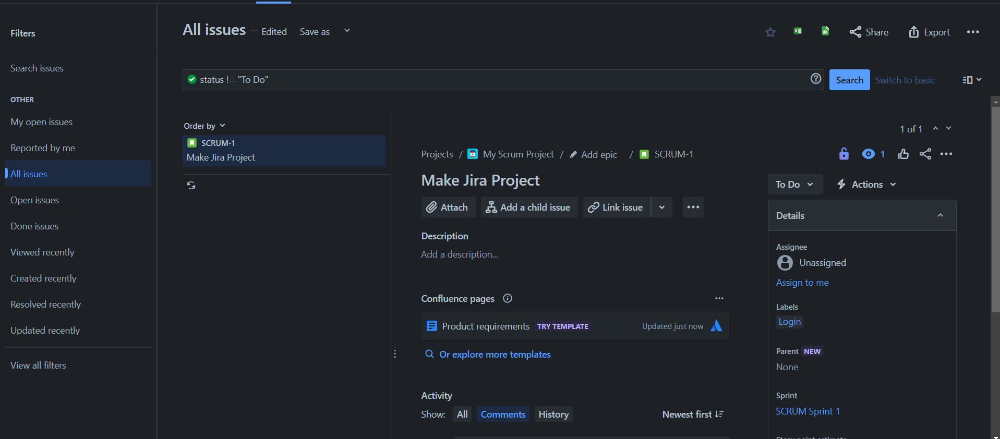 Filters
Search issues
OTHER
My open issues
Reported by me
All issues
Open issues
Done issues
Viewed recently
Created recently
Resolved recently
Updated recently
View all filters
All issues Edited Save as
Share Export
status != "To Do"
Search Switch to basic
Order by
SCRUM-1
Make Jira Project
1 of 1
Projects / My Scrum Project / Add epic / SCRUM-1
1
Make Jira Project
Attach Add a child issue Link issue
Description
Add a description...
Confluence pages
Product requirements TRY TEMPLATE Updated just now
Or explore more templates
Activity
Show: All Comments History Newest first
To Do Actions
Details
Assignee
Unassigned
Assign to me
Labels
Login
Parent NEW
None
Sprint
SCRUM Sprint 1
Story point estimate